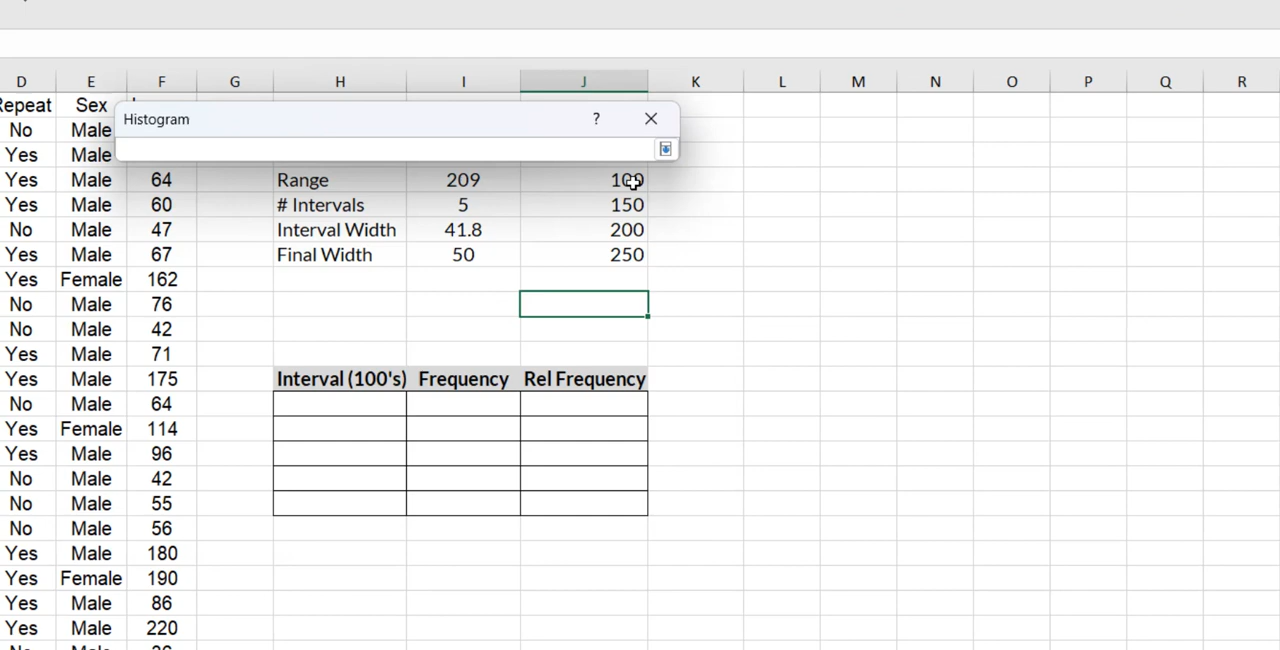 D E F G H I J K L M N O P Q R
Repeat Sex
No Male
Histogram ?
Yes Male
Yes Male 64 Range 209 100
Yes Male 60 # Intervals 5 150
No Male 47 Interval Width 41.8 200
Yes Male 67 Final Width 50 250
Yes Female 162
No Male 76
No Male 42
Yes Male 71
Yes Male 175 Interval (100's) Frequency Rel Frequency
No Male 64
Yes Female 114
Yes Male 96
No Male 42
No Male 55
No Male 56
Yes Male 180
Yes Female 190
Yes Male 86
Yes Male 220